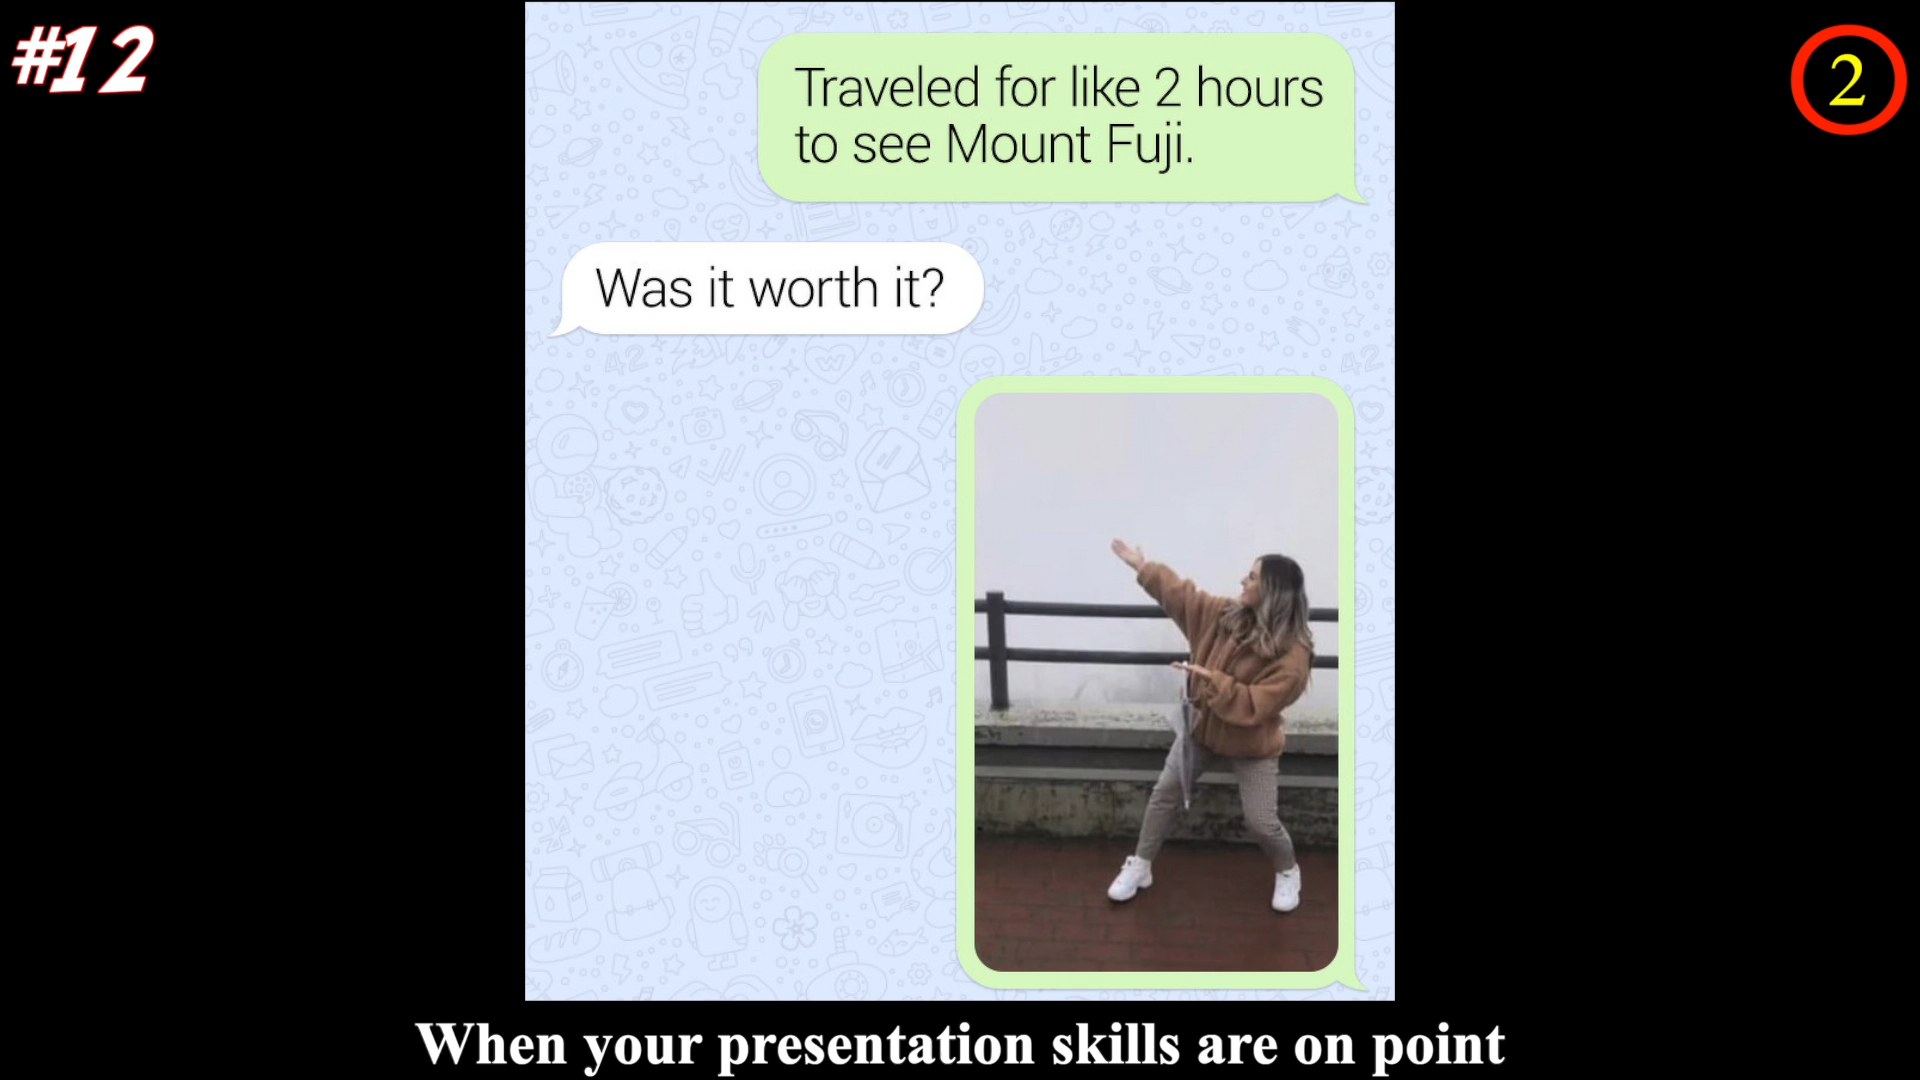 #12
2
Traveled for like 2 hours
to see Mount Fuji.
Was it worth it?
When your presentation skills are on point